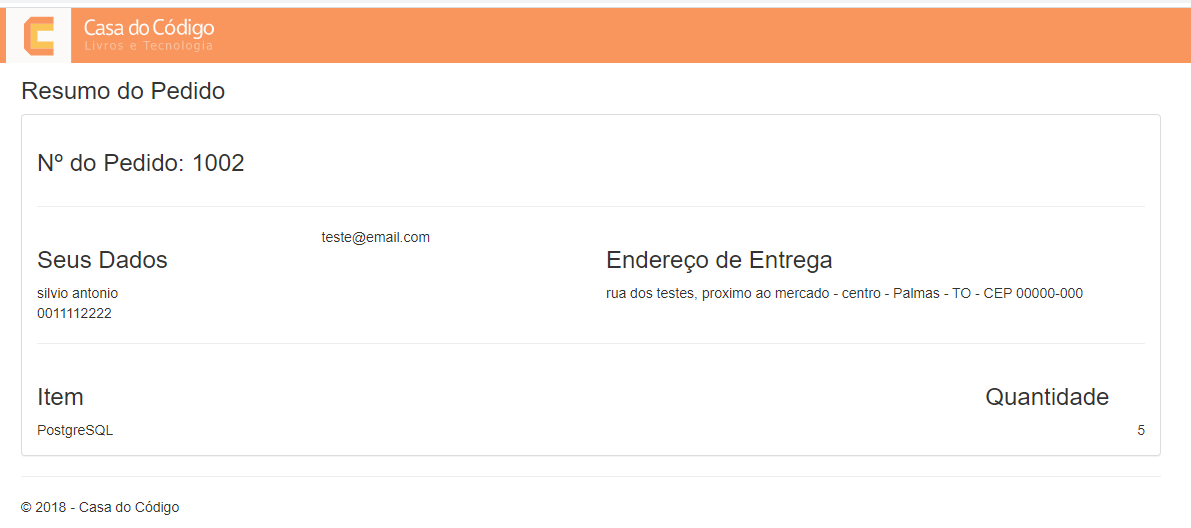 Casa do Código
Livros e Tecnologia
Resumo do Pedido
Nº do Pedido: 1002
teste@email.com
Seus Dados
silvio antonio
0011112222
Endereço de Entrega
rua dos testes, proximo ao mercado - centro - Palmas - TO - CEP 00000-000
Item
Quantidade
PostgreSQL
5
© 2018 - Casa do Código